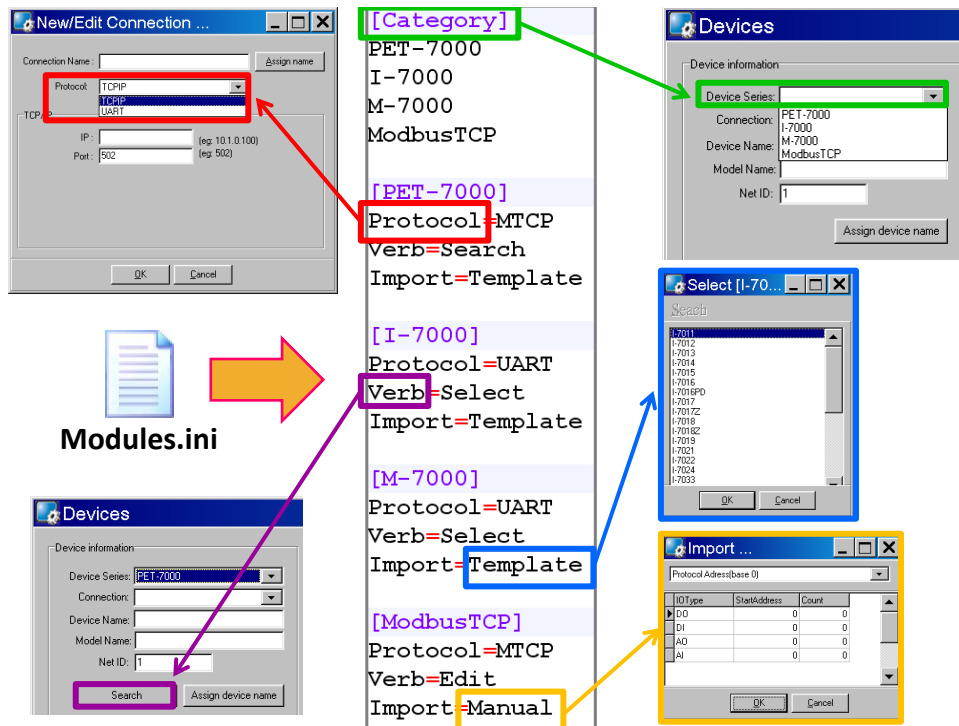 New/Edit Connection ...
Connection Name :
Assign name
Protocol: TCPIP
TCPIP
UART
TCP/IP
IP : (eg: 10.1.0.100)
Port : 502 (eg: 502)
OK Cancel
Modules.ini
Devices
Device information
Device Series: PET-7000
Connection:
Device Name:
Model Name:
Net ID: 1
Search Assign device name
[Category]
PET-7000
I-7000
M-7000
ModbusTCP
[PET-7000]
Protocol=MTCP
Verb=Search
Import=Template
[I-7000]
Protocol=UART
Verb=Select
Import=Template
[M-7000]
Protocol=UART
Verb=Select
Import=Template
[ModbusTCP]
Protocol=MTCP
Verb=Edit
Import=Manual
Devices
Device information
Device Series:
PET-7000
I-7000
M-7000
ModbusTCP
Connection:
Device Name:
Model Name:
Net ID: 1
Assign device name
Select [I-70...
Seach
I-7011
I-7012
I-7013
I-7014
I-7015
I-7016
I-7016PD
I-7017
I-7017Z
I-7018
I-7018Z
I-7019
I-7021
I-7022
I-7024
I-7033
OK Cancel
Import ...
Protocol Adress(base 0)
IOType StartAddress Count
DO 0 0
DI 0 0
AO 0 0
AI 0 0
OK Cancel